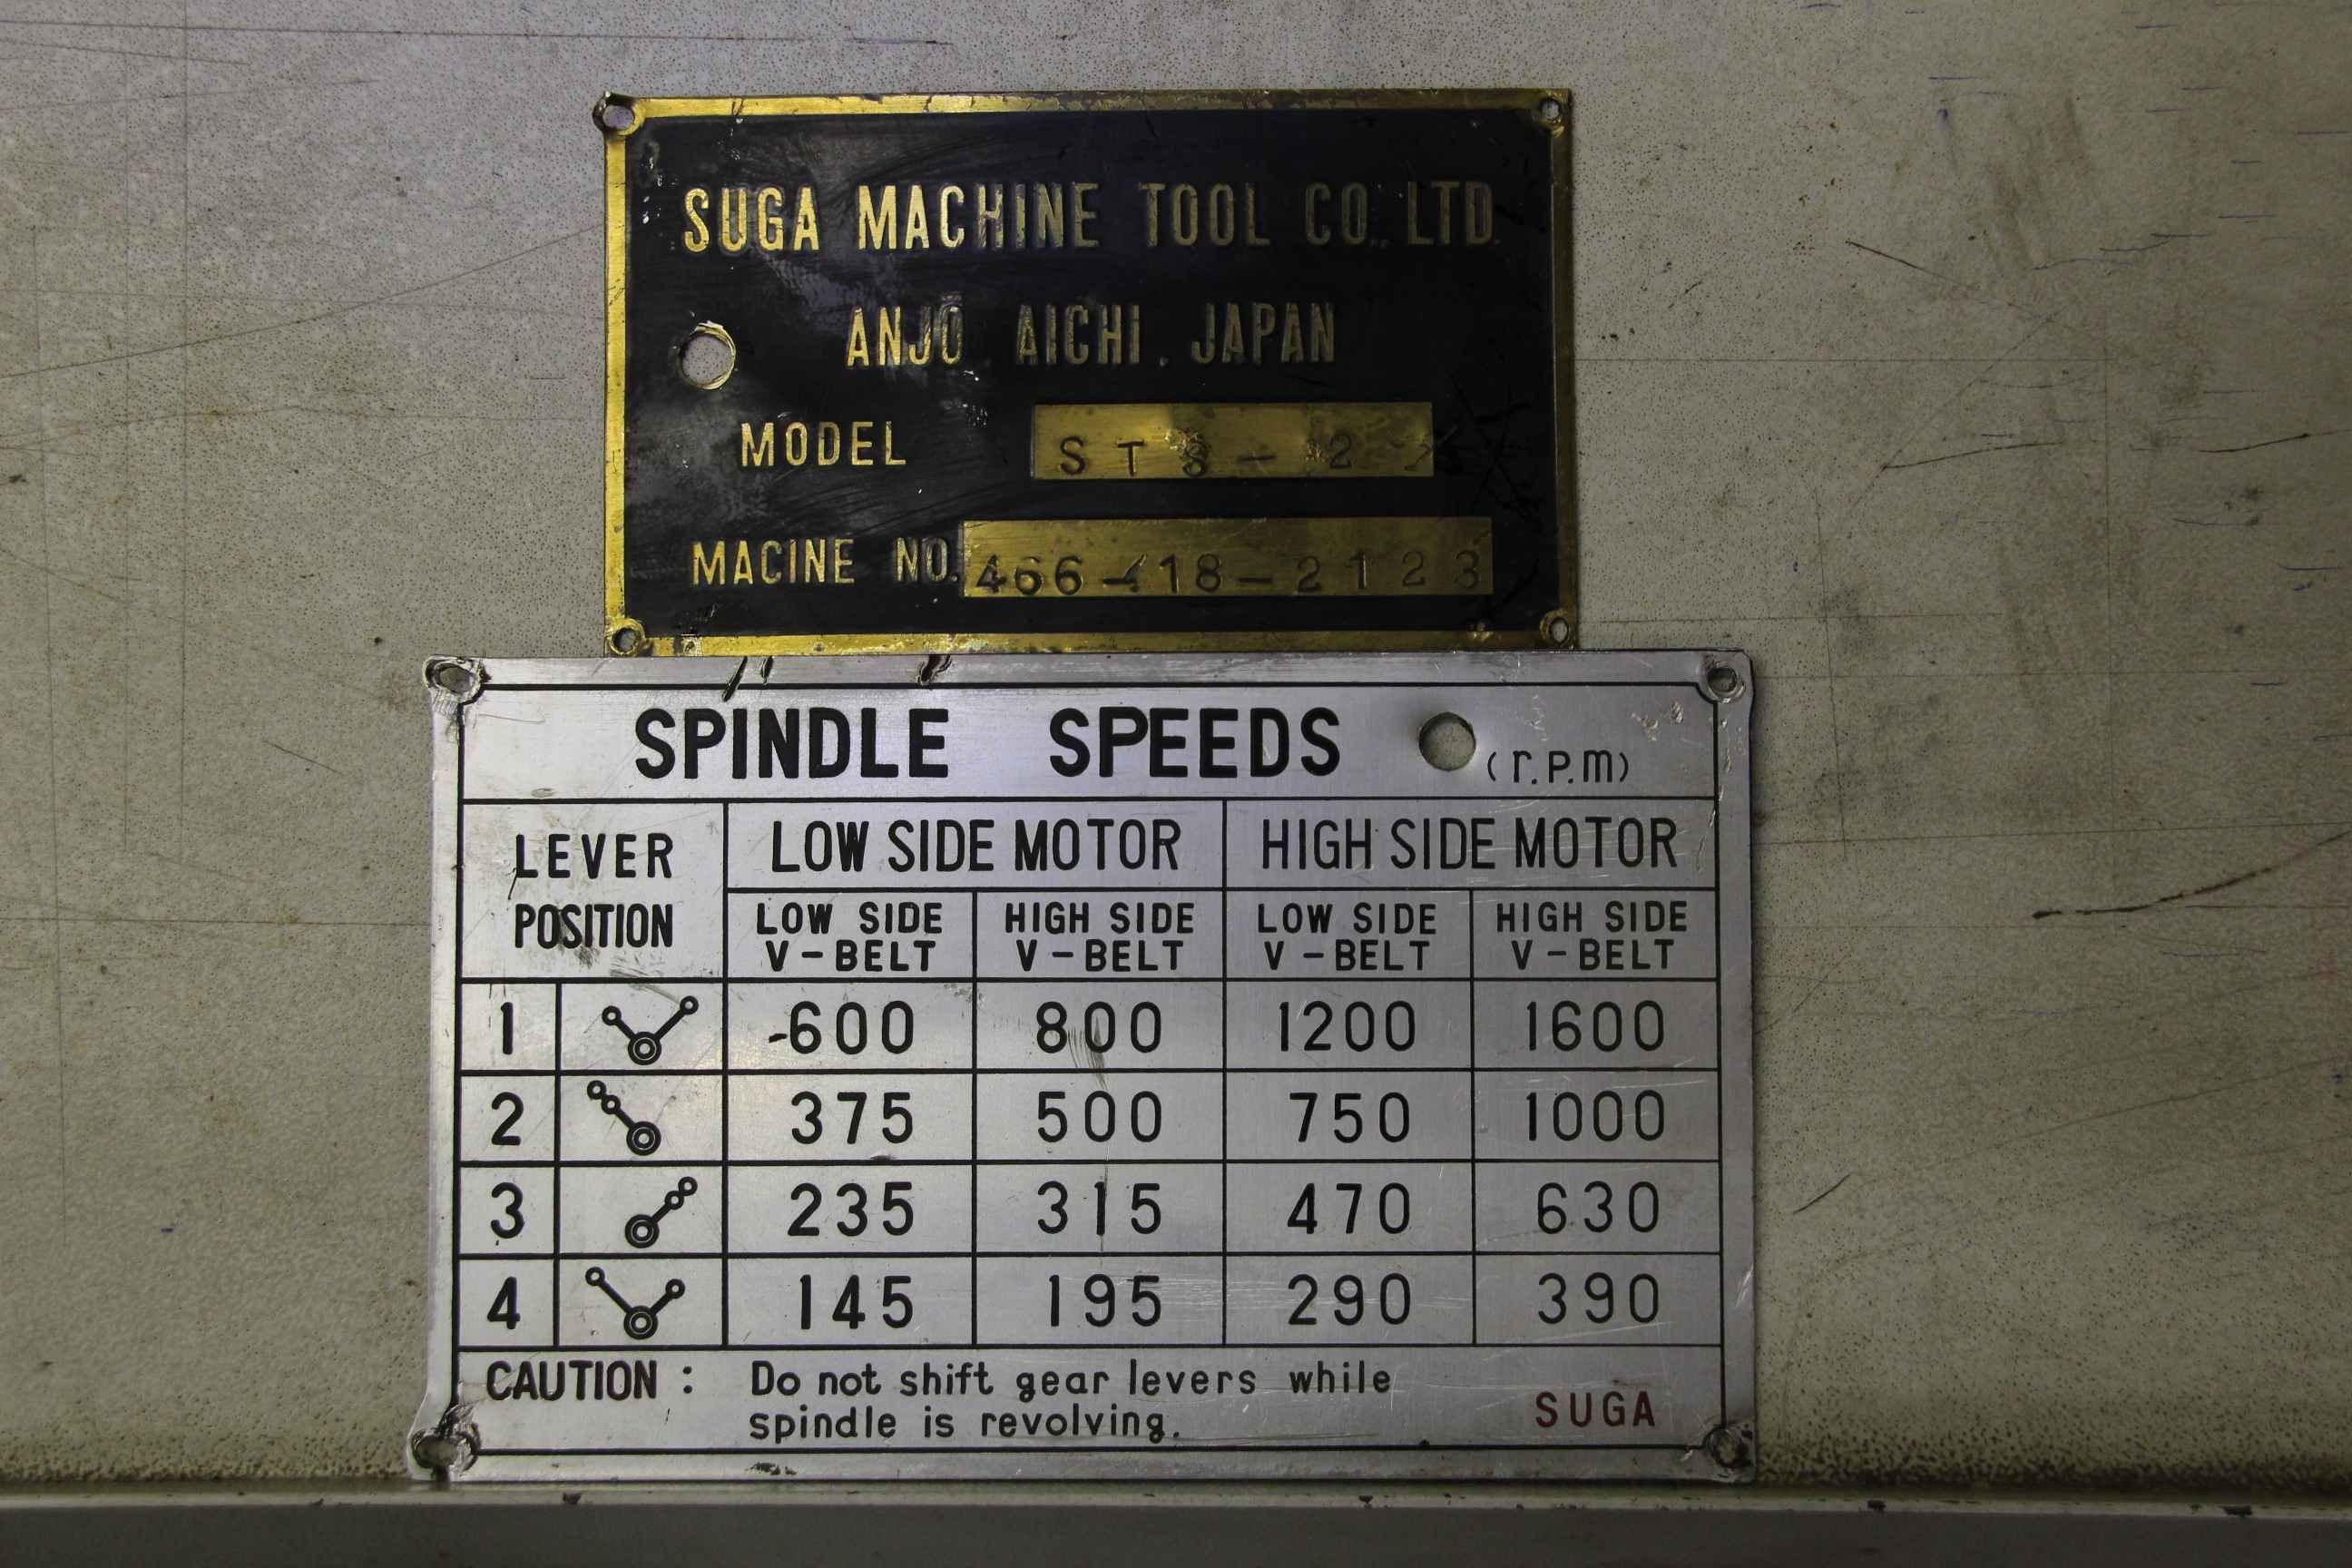 SUGA MACHINE TOOL CO., LTD.
ANJŌ AICHI, JAPAN
MODEL STS-2
MACINE NO. 466-18-2123
SPINDLE SPEEDS (r.p.m)
LEVER POSITION LOW SIDE MOTOR HIGH SIDE MOTOR
LOW SIDE V-BELT HIGH SIDE V-BELT LOW SIDE V-BELT HIGH SIDE V-BELT
1 600 800 1200 1600
2 375 500 750 1000
3 235 315 470 630
4 145 195 290 390
CAUTION: Do not shift gear levers while
spindle is revolving.
SUGA